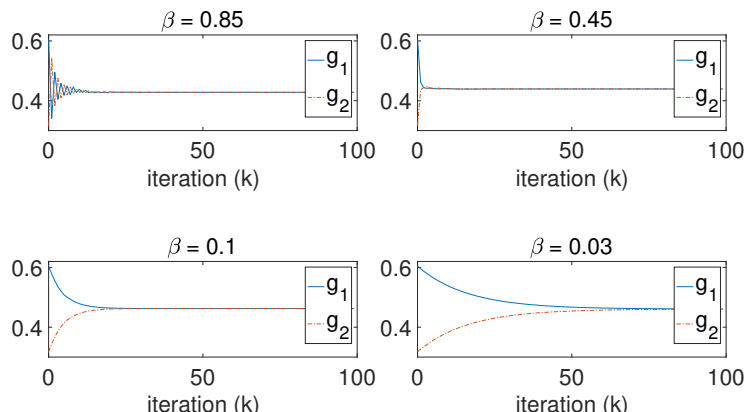 β = 0.85
0.6
0.4
g1
g2
0 50 100
iteration (k)
β = 0.45
0.6
0.4
g1
g2
0 50 100
iteration (k)
β = 0.1
0.6
0.4
g1
g2
0 50 100
iteration (k)
β = 0.03
0.6
0.4
g1
g2
0 50 100
iteration (k)